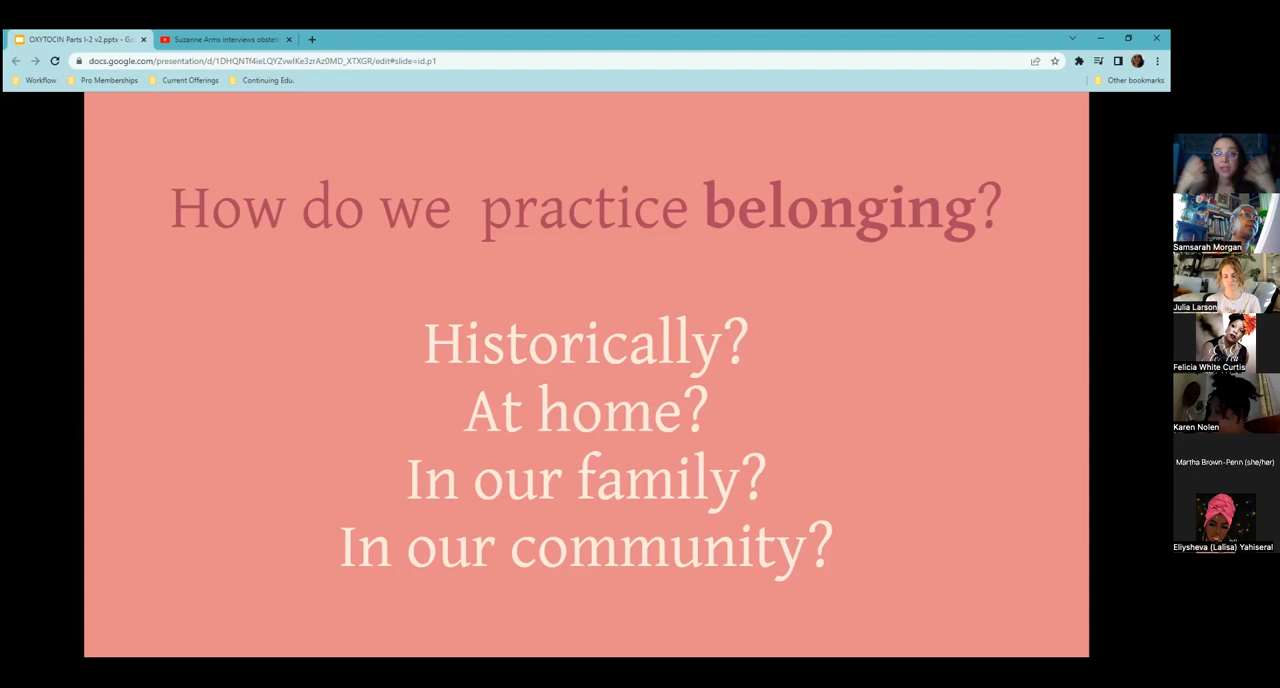 OXYTOCIN Parts I-2 v2.pptx - Go
Suzanne Arms interviews obste
docs.google.com/presentation/d/1DHQNTf4ieLQYZvwIKe3zrAz0MD_XTXGR/edit#slide=id.p1
Workflow
Pro Memberships
Current Offerings
Continuing Edu.
Other bookmarks
How do we practice belonging?
Historically?
At home?
In our family?
In our community?
Samsarah Morgan
Julia Larson
Felicia White Curtis
Karen Nolen
Martha Brown-Penn (she/her)
Eliysheva (Lalisa) Yahiseral